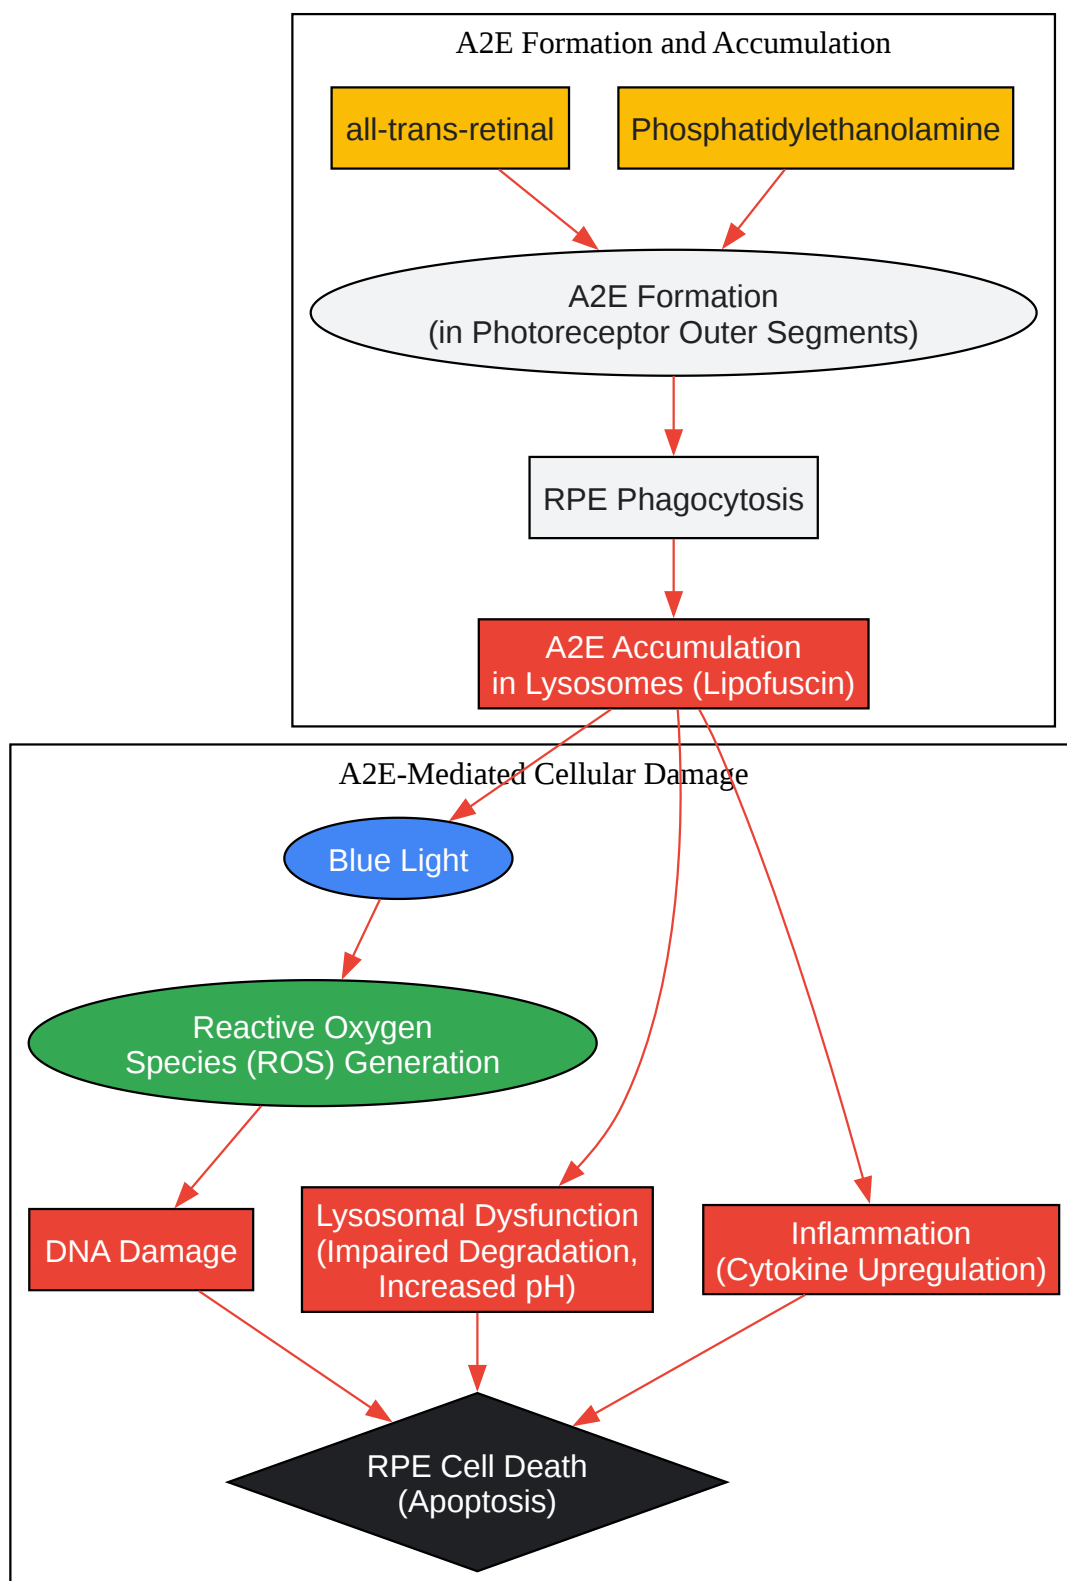 A2E Formation and Accumulation
all-trans-retinal
Phosphatidylethanolamine
A2E Formation
(in Photoreceptor Outer Segments)
RPE Phagocytosis
A2E Accumulation
in Lysosomes (Lipofuscin)
A2E-Mediated Cellular Damage
Blue Light
Reactive Oxygen
Species (ROS) Generation
DNA Damage
Lysosomal Dysfunction
(Impaired Degradation,
Increased pH)
Inflammation
(Cytokine Upregulation)
RPE Cell Death
(Apoptosis)